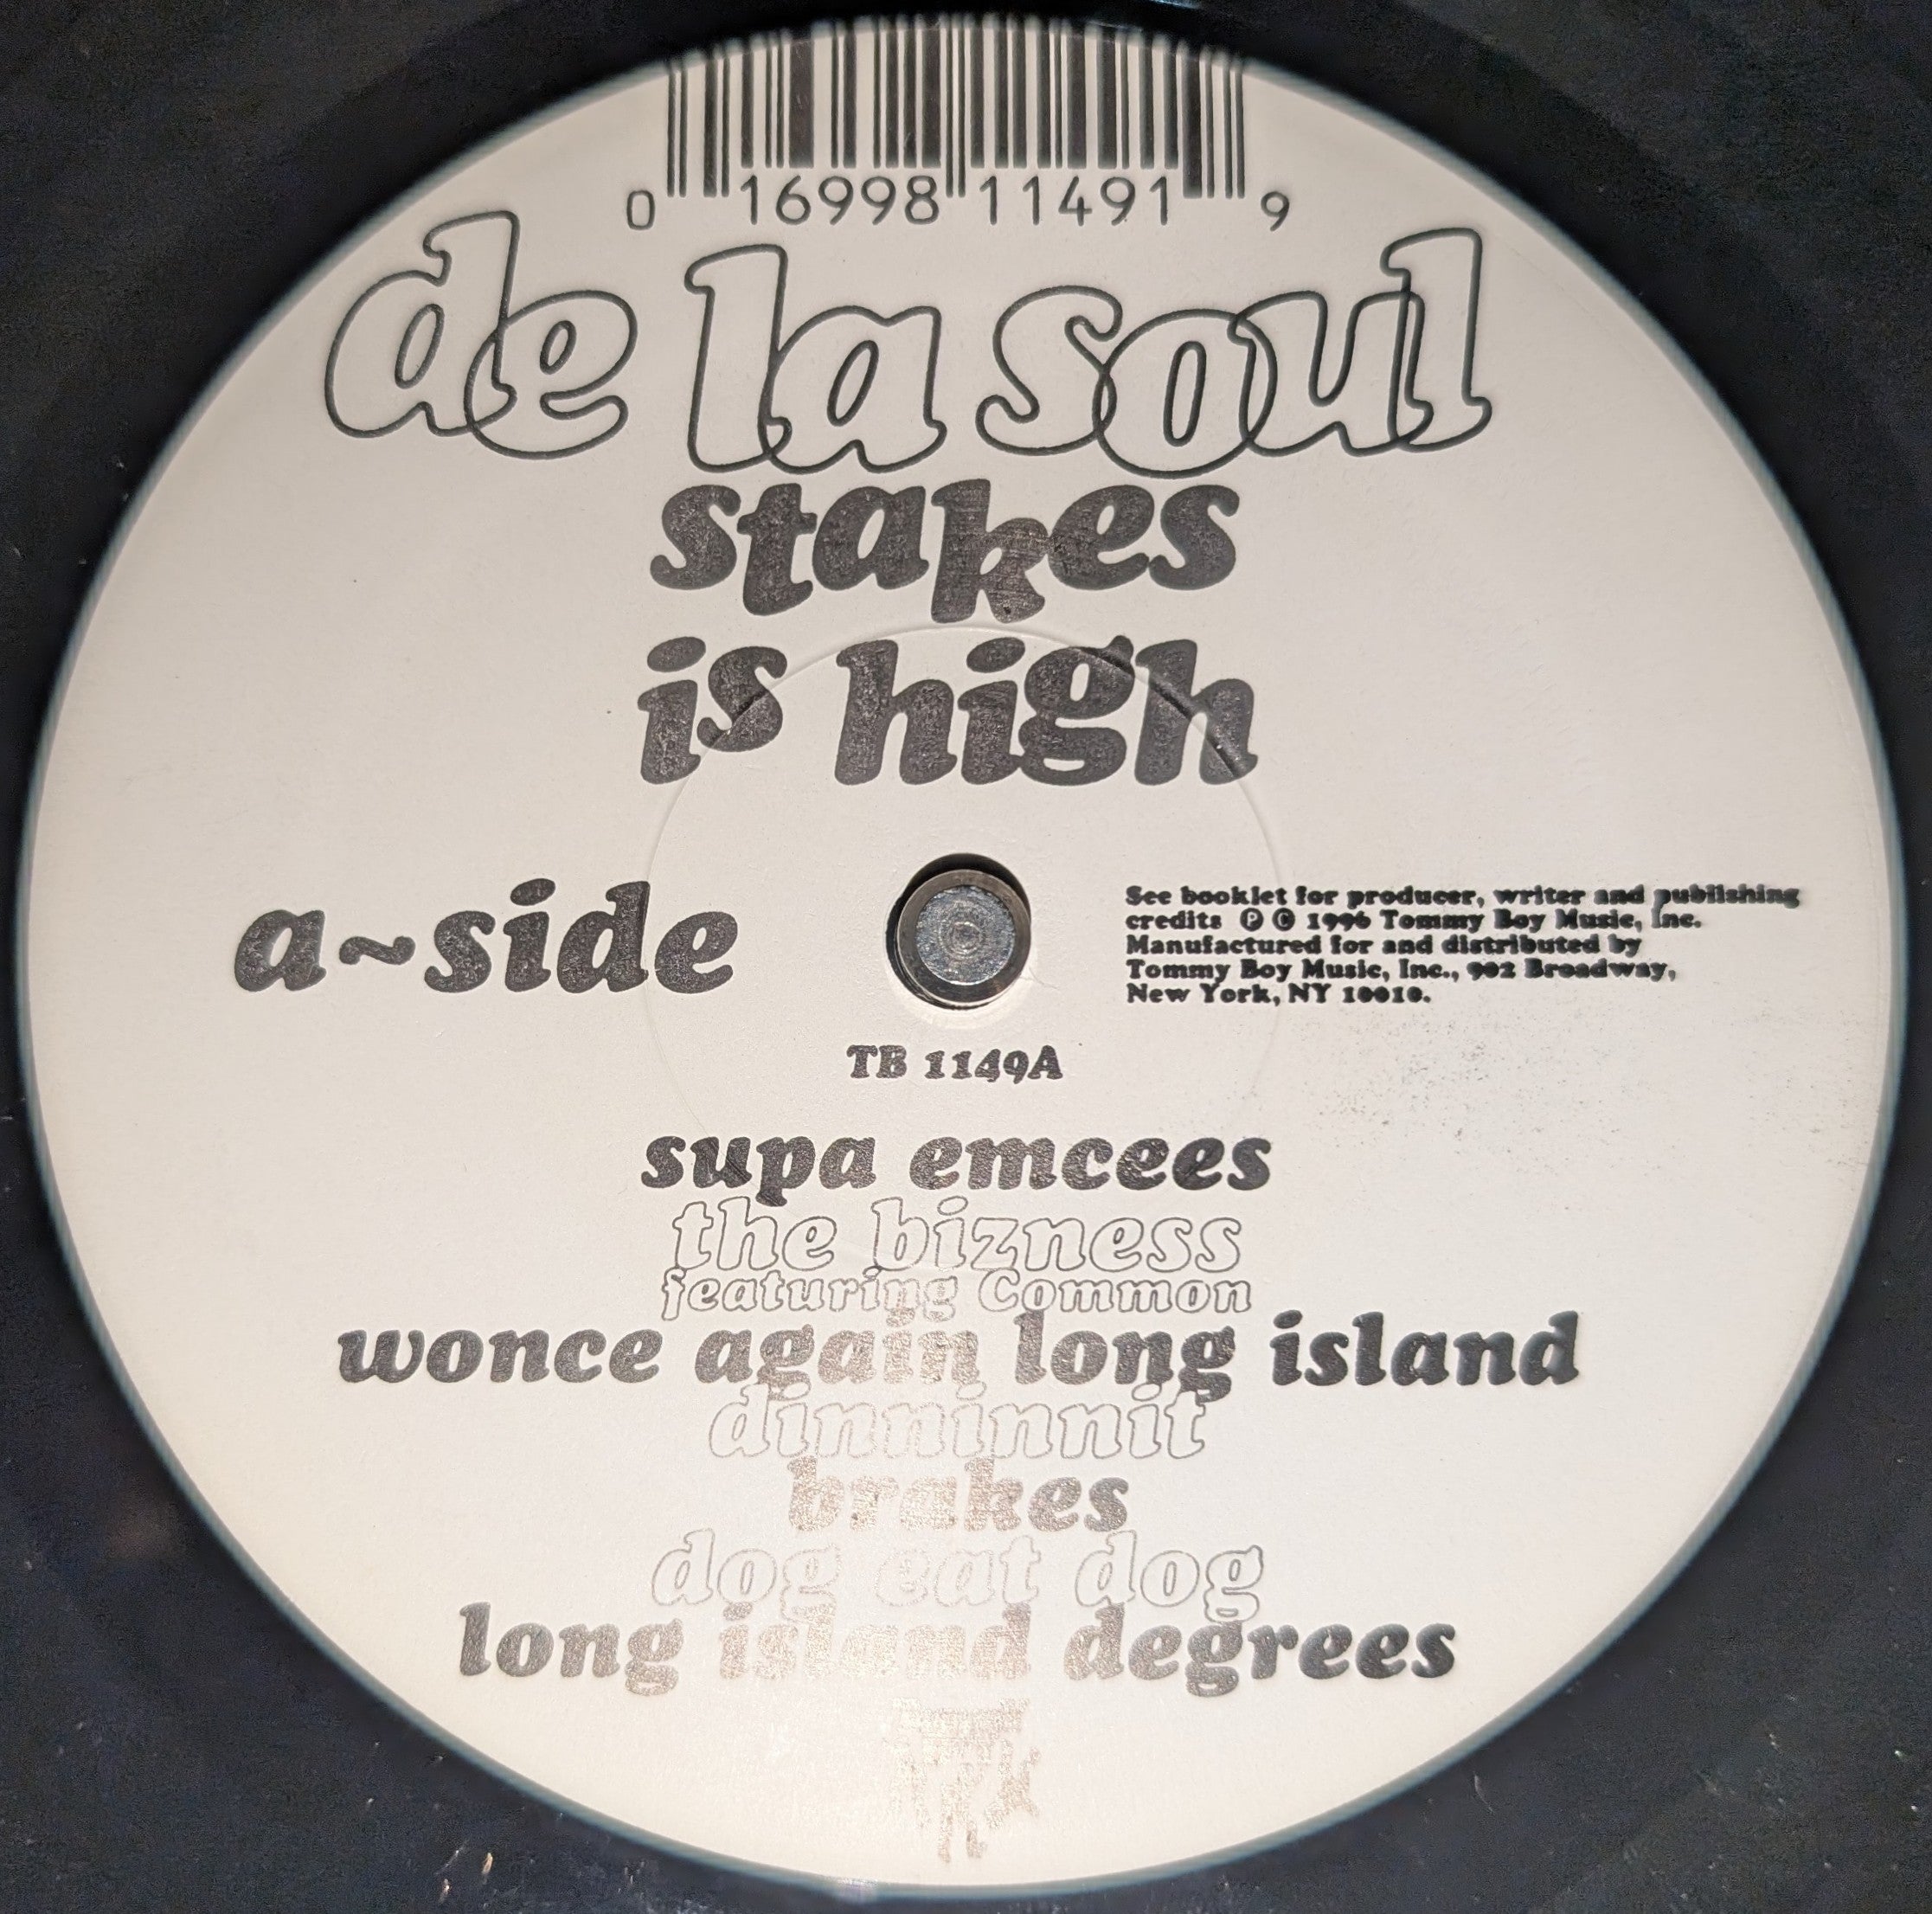 0 16998 11491 9
de la soul
stakes
is high
a~side
See booklet for producer, writer and publishing
credits ℗ © 1996 Tommy Boy Music, Inc.
Manufactured for and distributed by
Tommy Boy Music, Inc., 902 Broadway,
New York, NY 10010.
TB 1149A
supa emcees
the bizness
featuring Common
wonce again long island
dinninnit
brakes
dog eat dog
long island degrees